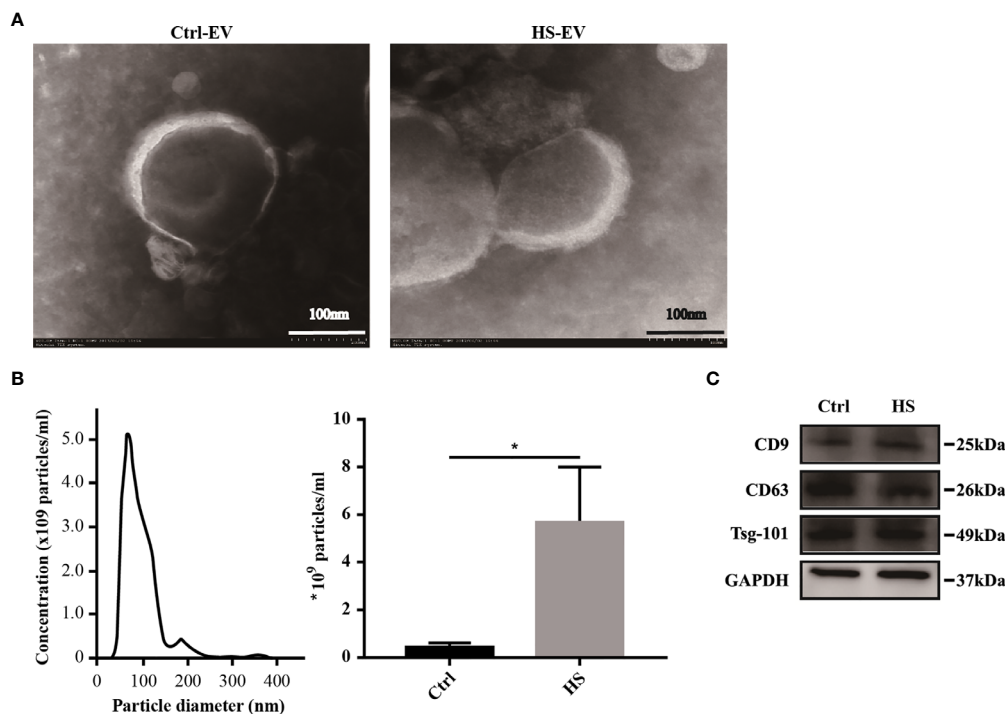 A
Ctrl-EV HS-EV
100nm 100nm
B
Concentration (x109 particles/ml)
5.0
4.0
3.0
2.0
1.0
0
0 100 200 300 400
Particle diameter (nm)
*10⁹ particles/ml
10
8
6
4
2
0
*
Ctrl HS
C
Ctrl HS
CD9 25kDa
CD63 26kDa
Tsg-101 49kDa
GAPDH 37kDa